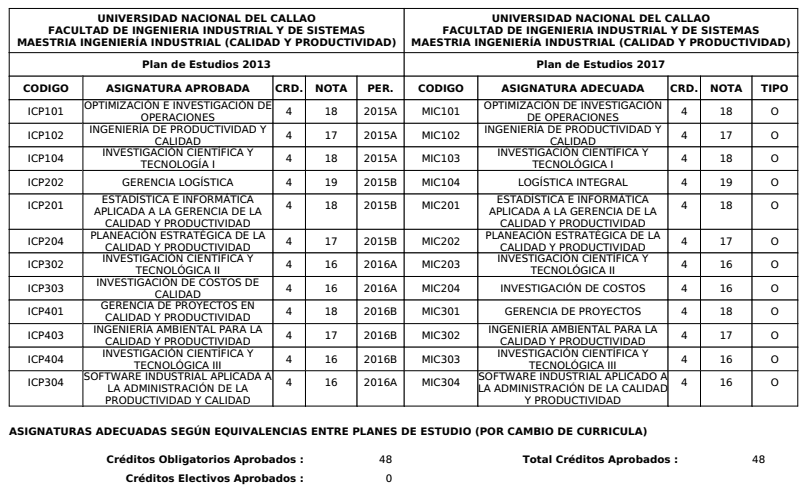 UNIVERSIDAD NACIONAL DEL CALLAO
FACULTAD DE INGENIERIA INDUSTRIAL Y DE SISTEMAS
MAESTRIA INGENIERÍA INDUSTRIAL (CALIDAD Y PRODUCTIVIDAD)
UNIVERSIDAD NACIONAL DEL CALLAO
FACULTAD DE INGENIERIA INDUSTRIAL Y DE SISTEMAS
MAESTRIA INGENIERÍA INDUSTRIAL (CALIDAD Y PRODUCTIVIDAD)
Plan de Estudios 2013
Plan de Estudios 2017
CODIGO ASIGNATURA APROBADA CRD. NOTA PER. CODIGO ASIGNATURA ADECUADA CRD. NOTA TIPO
ICP101 OPTIMIZACIÓN E INVESTIGACIÓN DE
OPERACIONES 4 18 2015A MIC101 OPTIMIZACIÓN DE INVESTIGACIÓN
DE OPERACIONES 4 18 O
ICP102 INGENIERÍA DE PRODUCTIVIDAD Y
CALIDAD 4 17 2015A MIC102 INGENIERÍA DE PRODUCTIVIDAD Y
CALIDAD 4 17 O
ICP104 INVESTIGACIÓN CIENTÍFICA Y
TECNOLOGÍA I 4 18 2015A MIC103 INVESTIGACIÓN CIENTÍFICA Y
TECNOLÓGICA I 4 18 O
ICP202 GERENCIA LOGÍSTICA 4 19 2015B MIC104 LOGÍSTICA INTEGRAL 4 19 O
ICP201 ESTADÍSTICA E INFORMÁTICA
APLICADA A LA GERENCIA DE LA
CALIDAD Y PRODUCTIVIDAD 4 18 2015B MIC201 ESTADÍSTICA E INFORMÁTICA
APLICADA A LA GERENCIA DE LA
CALIDAD Y PRODUCTIVIDAD 4 18 O
ICP204 PLANEACIÓN ESTRATÉGICA DE LA
CALIDAD Y PRODUCTIVIDAD 4 17 2015B MIC202 PLANEACIÓN ESTRATÉGICA DE LA
CALIDAD Y PRODUCTIVIDAD 4 17 O
ICP302 INVESTIGACIÓN CIENTÍFICA Y
TECNOLÓGICA II 4 16 2016A MIC203 INVESTIGACIÓN CIENTÍFICA Y
TECNOLÓGICA II 4 16 O
ICP303 INVESTIGACIÓN DE COSTOS DE
CALIDAD 4 16 2016A MIC204 INVESTIGACIÓN DE COSTOS 4 16 O
ICP401 GERENCIA DE PROYECTOS EN
CALIDAD Y PRODUCTIVIDAD 4 18 2016B MIC301 GERENCIA DE PROYECTOS 4 18 O
ICP403 INGENIERÍA AMBIENTAL PARA LA
CALIDAD Y PRODUCTIVIDAD 4 17 2016B MIC302 INGENIERÍA AMBIENTAL PARA LA
CALIDAD Y PRODUCTIVIDAD 4 17 O
ICP404 INVESTIGACIÓN CIENTÍFICA Y
TECNOLÓGICA III 4 16 2016B MIC303 INVESTIGACIÓN CIENTÍFICA Y
TECNOLÓGICA III 4 16 O
ICP304 SOFTWARE INDUSTRIAL APLICADA A
LA ADMINISTRACIÓN DE LA
PRODUCTIVIDAD Y CALIDAD 4 16 2016A MIC304 SOFTWARE INDUSTRIAL APLICADO A
LA ADMINISTRACIÓN DE LA CALIDAD
Y PRODUCTIVIDAD 4 16 O
ASIGNATURAS ADECUADAS SEGÚN EQUIVALENCIAS ENTRE PLANES DE ESTUDIO (POR CAMBIO DE CURRICULA)
Créditos Obligatorios Aprobados : 48 Total Créditos Aprobados : 48
Créditos Electivos Aprobados : 0